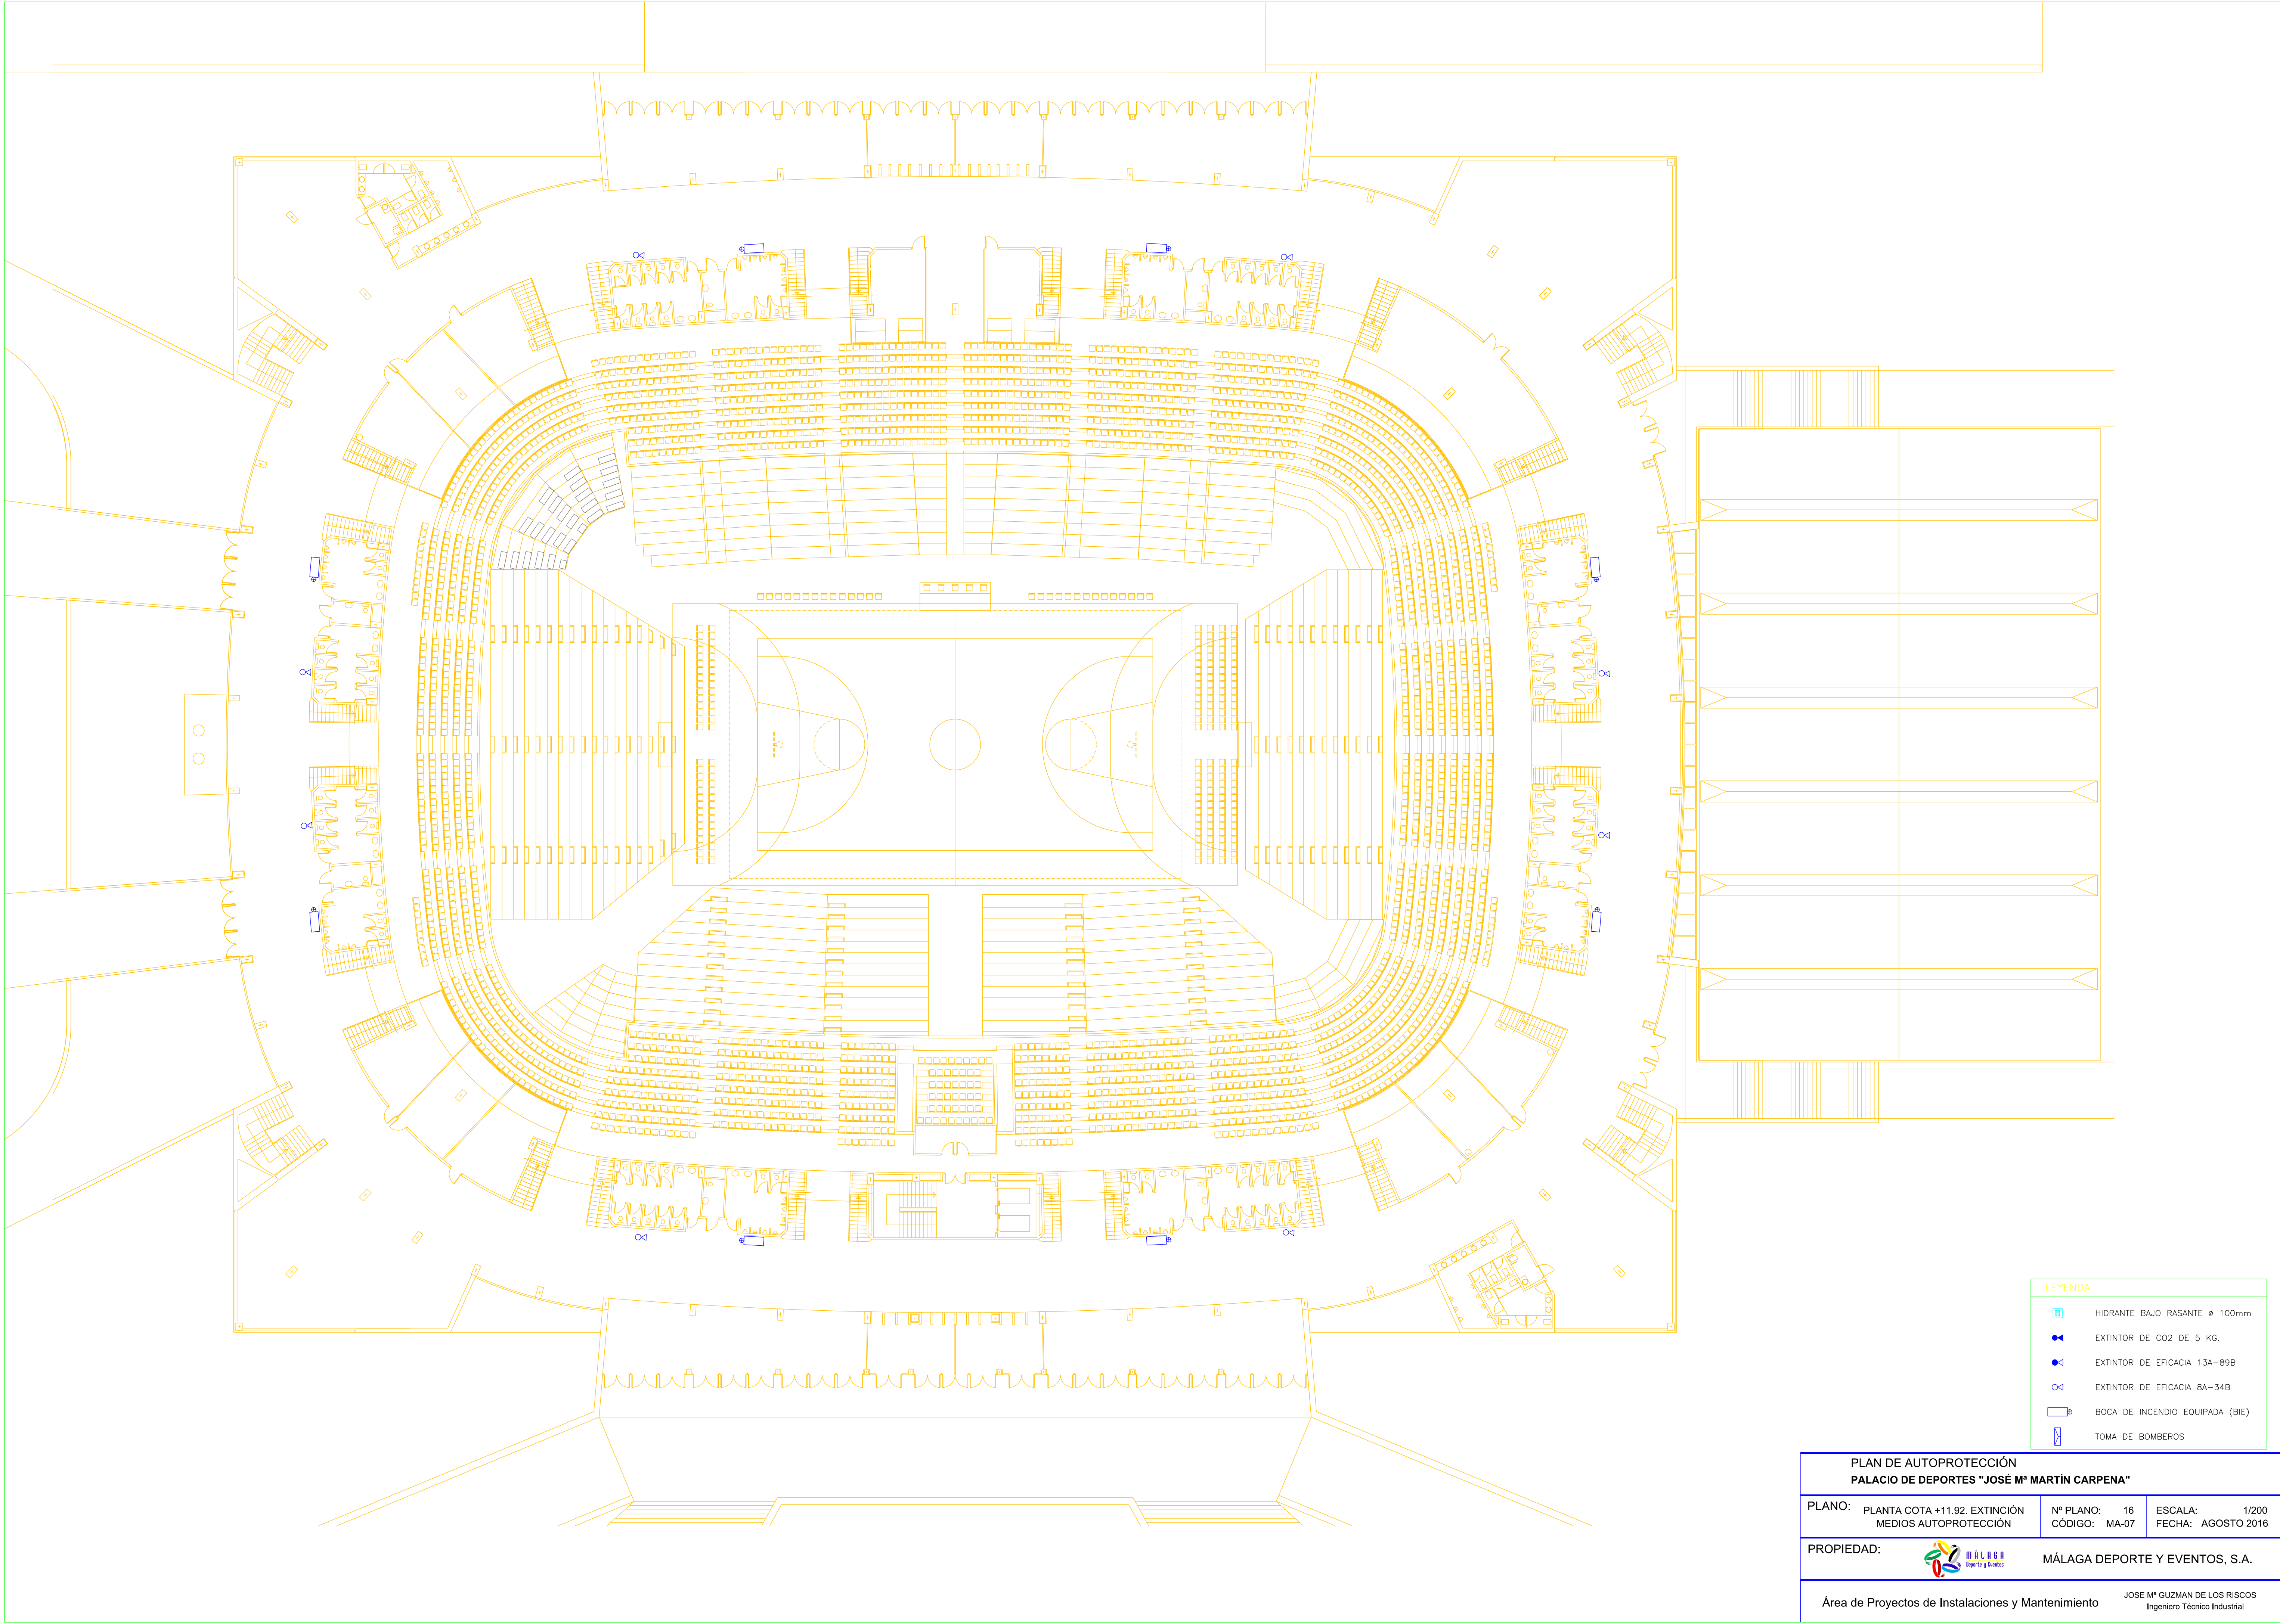 LEYENDA
HIDRANTE BAJO RASANTE ø 100mm
EXTINTOR DE CO2 DE 5 KG.
EXTINTOR DE EFICACIA 13A-89B
EXTINTOR DE EFICACIA 8A-34B
BOCA DE INCENDIO EQUIPADA (BIE)
TOMA DE BOMBEROS
PLAN DE AUTOPROTECCIÓN
PALACIO DE DEPORTES "JOSÉ Mª MARTÍN CARPENA"
PLANO: PLANTA COTA +11.92. EXTINCIÓN
MEDIOS AUTOPROTECCIÓN
Nº PLANO: 16
CÓDIGO: MA-07
ESCALA: 1/200
FECHA: AGOSTO 2016
PROPIEDAD:
MÁLAGA
Deporte y Eventos
MÁLAGA DEPORTE Y EVENTOS, S.A.
Área de Proyectos de Instalaciones y Mantenimiento
JOSE Mª GUZMAN DE LOS RISCOS
Ingeniero Técnico Industrial